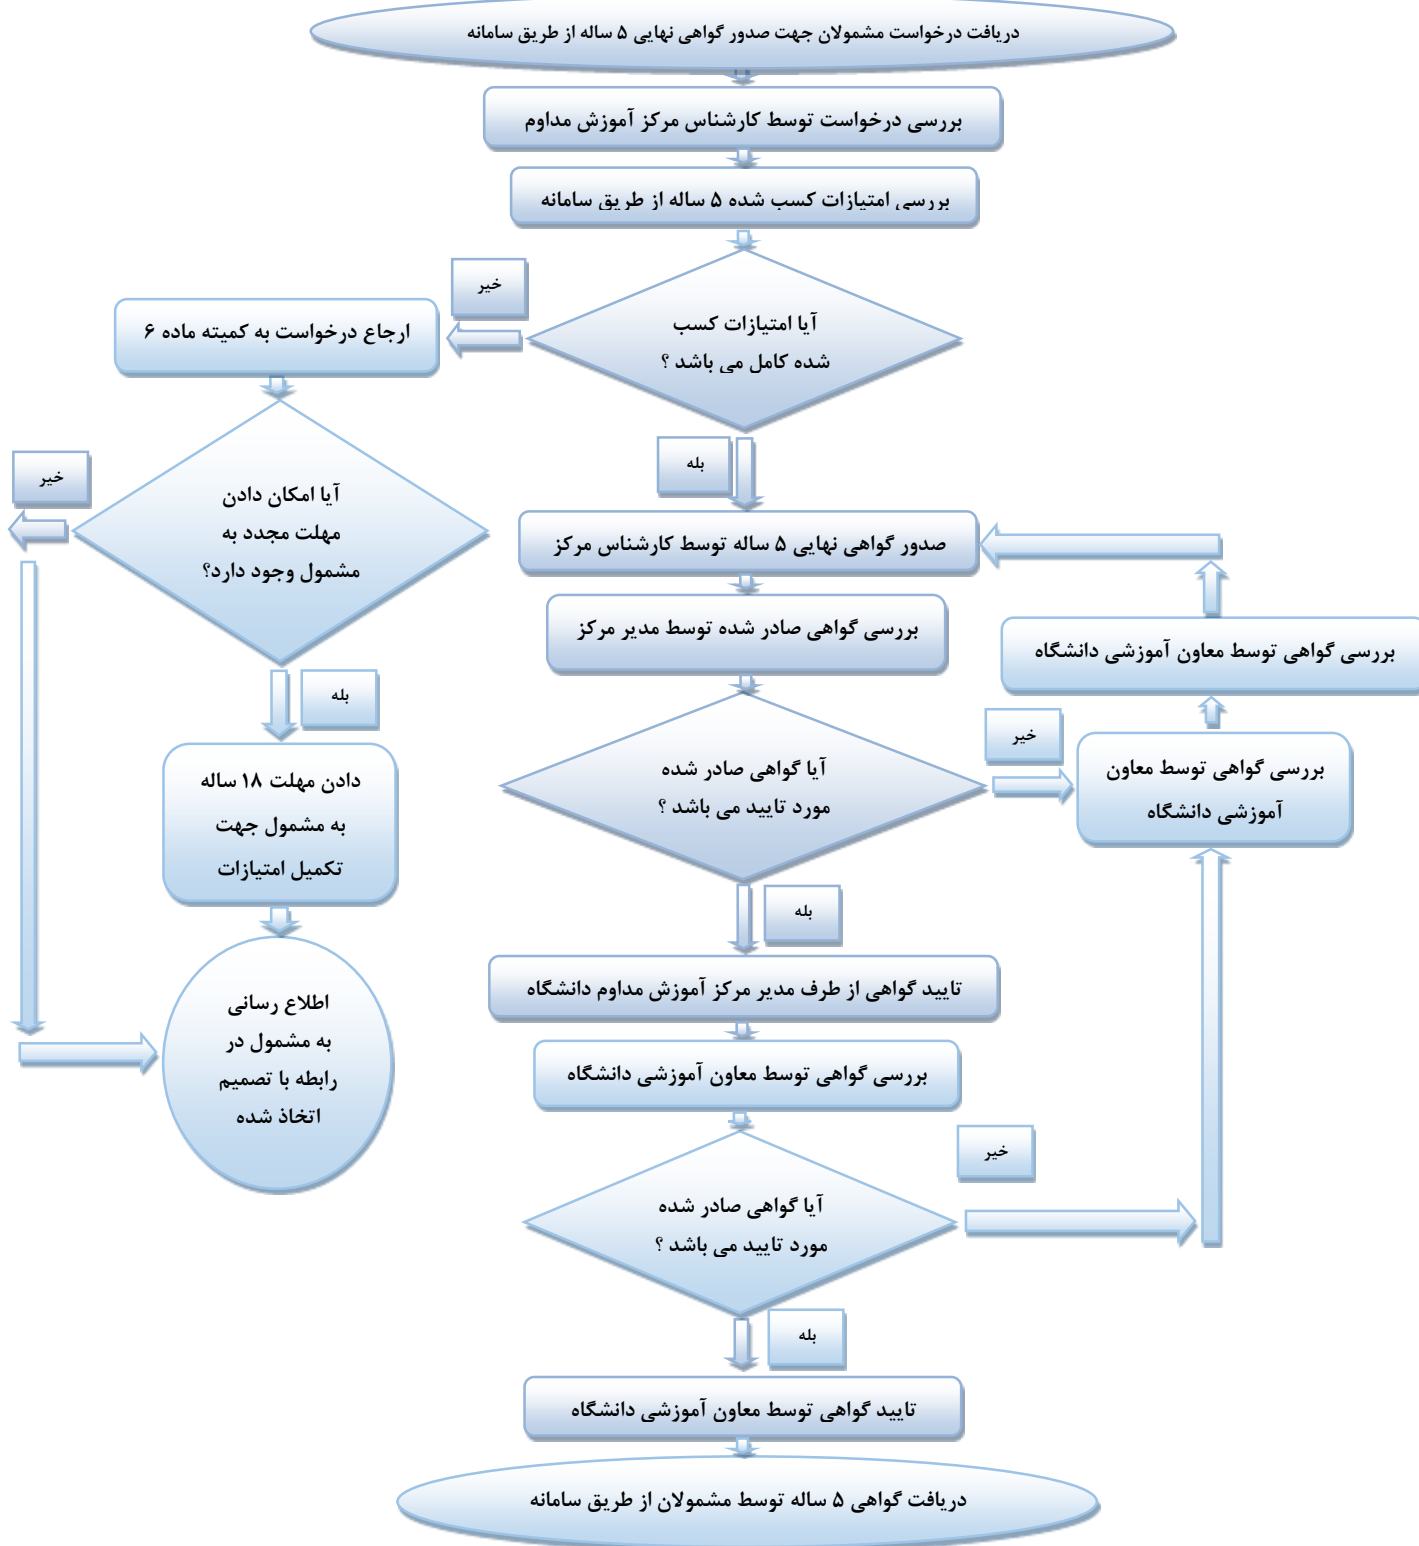 دریافت درخواست مشمولان جهت صدور گواهی نهایی ۵ ساله از طریق سامانه
بررسی درخواست توسط کارشناس مرکز آموزش مداوم
بررسی امتیازات کسب شده ۵ ساله از طریق سامانه
آیا امتیازات کسب
شده کامل می باشد ؟
خیر
ارجاع درخواست به کمیته ماده ۶
آیا امکان دادن
مهلت مجدد به
مشمول وجود دارد؟
خیر
بله
دادن مهلت ۱۸ ساله
به مشمول جهت
تکمیل امتیازات
اطلاع رسانی
به مشمول در
رابطه با تصمیم
اتخاذ شده
بله
صدور گواهی نهایی ۵ ساله توسط کارشناس مرکز
بررسی گواهی صادر شده توسط مدیر مرکز
آیا گواهی صادر شده
مورد تایید می باشد ؟
خیر
بررسی گواهی توسط معاون
آموزشی دانشگاه
بررسی گواهی توسط معاون آموزشی دانشگاه
بله
تایید گواهی از طرف مدیر مرکز آموزش مداوم دانشگاه
بررسی گواهی توسط معاون آموزشی دانشگاه
آیا گواهی صادر شده
مورد تایید می باشد ؟
خیر
بله
تایید گواهی توسط معاون آموزشی دانشگاه
دریافت گواهی ۵ ساله توسط مشمولان از طریق سامانه